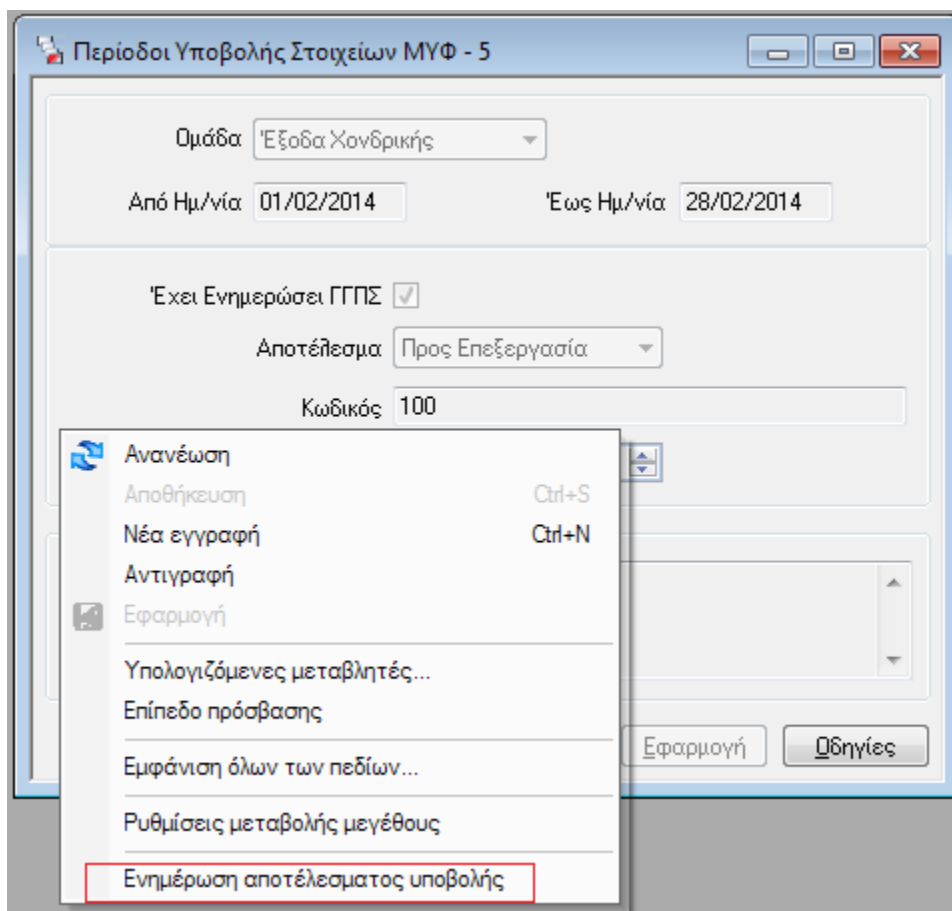 Περίοδοι Υποβολής Στοιχείων ΜΥΦ - 5
Ομάδα Έξοδα Χονδρικής
Από Ημ/νία 01/02/2014 Έως Ημ/νία 28/02/2014
Έχει Ενημερώσει ΓΓΠΣ
Αποτέλεσμα Προς Επεξεργασία
Κωδικός 100
Ανανέωση
Αποθήκευση Ctrl+S
Νέα εγγραφή Ctrl+N
Αντιγραφή
Εφαρμογή
Υπολογιζόμενες μεταβλητές...
Επίπεδο πρόσβασης
Εφαρμογή Οδηγίες
Εμφάνιση όλων των πεδίων...
Ρυθμίσεις μεταβολής μεγέθους
Ενημέρωση αποτέλεσματος υποβολής